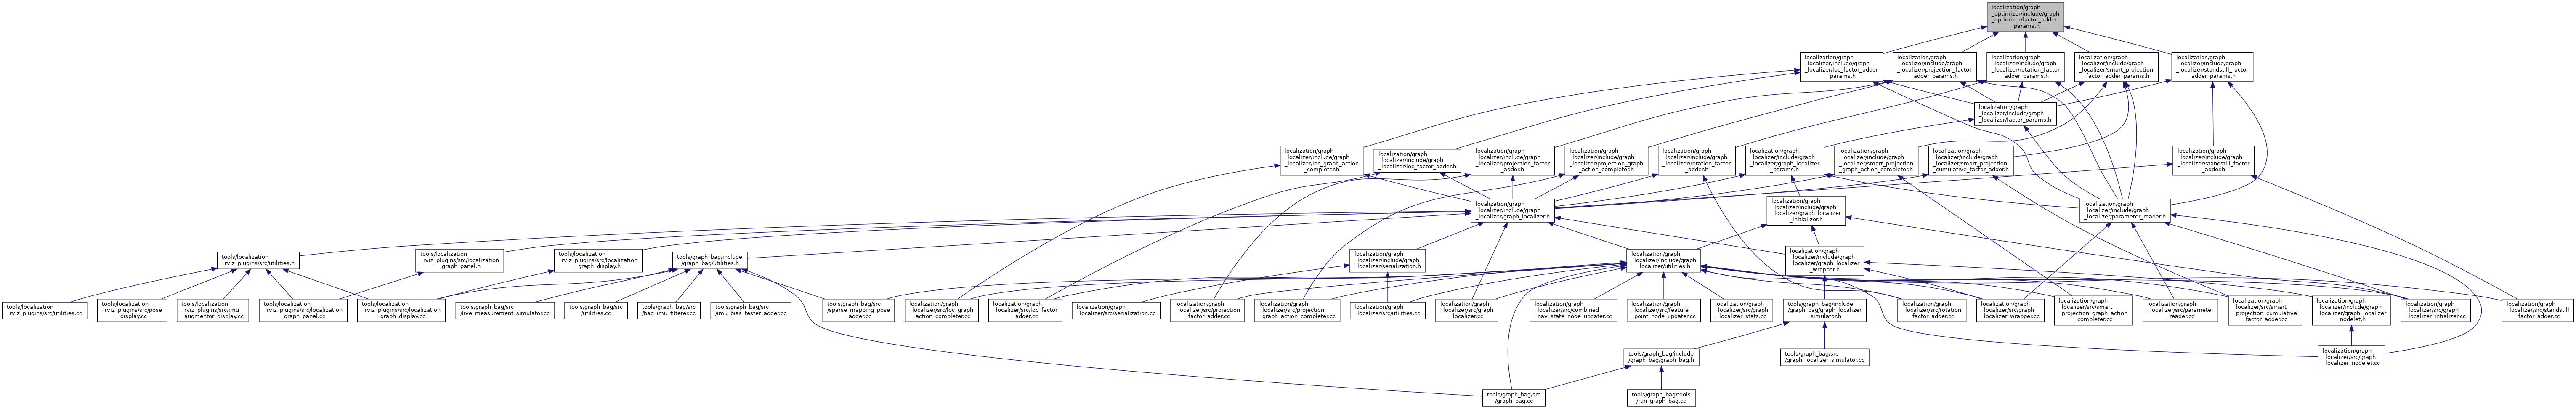 localization/graph
_optimizer/include/graph
_optimizer/factor_adder
_params.h
localization/graph
_localizer/include/graph
_localizer/loc_factor_adder
_params.h
localization/graph
_localizer/include/graph
_localizer/projection_factor
_adder_params.h
localization/graph
_localizer/include/graph
_localizer/rotation_factor
_adder_params.h
localization/graph
_localizer/include/graph
_localizer/smart_projection
_factor_adder_params.h
localization/graph
_localizer/include/graph
_localizer/standstill_factor
_adder_params.h
localization/graph
_localizer/include/graph
_localizer/factor_params.h
localization/graph
_localizer/include/graph
_localizer/loc_graph_action
_completer.h
localization/graph
_localizer/include/graph
_localizer/loc_factor_adder.h
localization/graph
_localizer/include/graph
_localizer/projection_factor
_adder.h
localization/graph
_localizer/include/graph
_localizer/projection_graph
_action_completer.h
localization/graph
_localizer/include/graph
_localizer/rotation_factor
_adder.h
localization/graph
_localizer/include/graph
_localizer/graph_localizer
_params.h
localization/graph
_localizer/include/graph
_localizer/smart_projection
_graph_action_completer.h
localization/graph
_localizer/include/graph
_localizer/smart_projection
_cumulative_factor_adder.h
localization/graph
_localizer/include/graph
_localizer/standstill_factor
_adder.h
localization/graph
_localizer/include/graph
_localizer/graph_localizer.h
localization/graph
_localizer/include/graph
_localizer/graph_localizer
_initializer.h
localization/graph
_localizer/include/graph
_localizer/parameter_reader.h
tools/localization
_rviz_plugins/src/utilities.h
tools/localization
_rviz_plugins/src/localization
_graph_panel.h
tools/localization
_rviz_plugins/src/localization
_graph_display.h
tools/graph_bag/include
/graph_bag/utilities.h
localization/graph
_localizer/include/graph
_localizer/serialization.h
localization/graph
_localizer/include/graph
_localizer/utilities.h
localization/graph
_localizer/include/graph
_localizer/graph_localizer
_wrapper.h
tools/localization
_rviz_plugins/src/utilities.cc
tools/localization
_rviz_plugins/src/pose
_display.cc
tools/localization
_rviz_plugins/src/imu
_augmentor_display.cc
tools/localization
_rviz_plugins/src/localization
_graph_panel.cc
tools/localization
_rviz_plugins/src/localization
_graph_display.cc
tools/graph_bag/src
/live_measurement_simulator.cc
tools/graph_bag/src
/utilities.cc
tools/graph_bag/src
/bag_imu_filterer.cc
tools/graph_bag/src
/imu_bias_tester_adder.cc
tools/graph_bag/src
/sparse_mapping_pose
_adder.cc
localization/graph
_localizer/src/loc_graph
_action_completer.cc
localization/graph
_localizer/src/loc_factor
_adder.cc
localization/graph
_localizer/src/serialization.cc
localization/graph
_localizer/src/projection
_factor_adder.cc
localization/graph
_localizer/src/projection
_graph_action_completer.cc
localization/graph
_localizer/src/utilities.cc
localization/graph
_localizer/src/graph
_localizer.cc
localization/graph
_localizer/src/combined
_nav_state_node_updater.cc
localization/graph
_localizer/src/feature
_point_node_updater.cc
localization/graph
_localizer/src/graph
_localizer_stats.cc
tools/graph_bag/include
/graph_bag/graph_localizer
_simulator.h
localization/graph
_localizer/src/rotation
_factor_adder.cc
localization/graph
_localizer/src/graph
_localizer_wrapper.cc
localization/graph
_localizer/src/smart
_projection_graph_action
_completer.cc
localization/graph
_localizer/src/parameter
_reader.cc
localization/graph
_localizer/src/smart
_projection_cumulative
_factor_adder.cc
localization/graph
_localizer/include/graph
_localizer/graph_localizer
_nodelet.h
localization/graph
_localizer/src/graph
_localizer_intializer.cc
localization/graph
_localizer/src/standstill
_factor_adder.cc
tools/graph_bag/include
/graph_bag/graph_bag.h
tools/graph_bag/src
/graph_localizer_simulator.cc
localization/graph
_localizer/src/graph
_localizer_nodelet.cc
tools/graph_bag/src
/graph_bag.cc
tools/graph_bag/tools
/run_graph_bag.cc